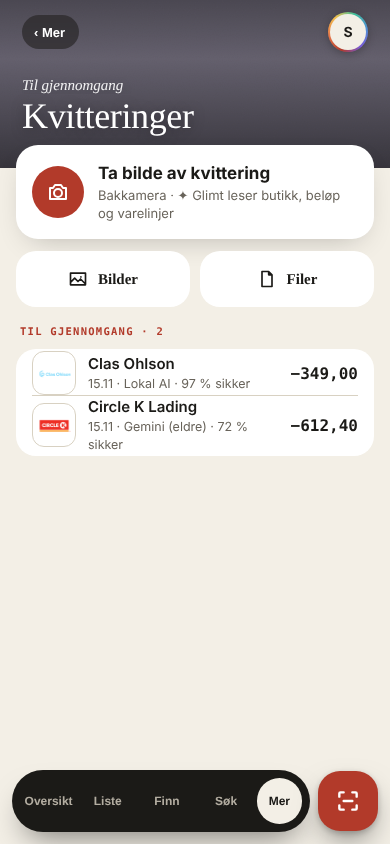 ‹ Mer
S
Til gjennomgang
Kvitteringer
Ta bilde av kvittering
Bakkamera · ✦ Glimt leser butikk, beløp
og varelinjer
Bilder
Filer
TIL GJENNOMGANG · 2
Clas Ohlson
Clas Ohlson
15.11 · Lokal AI · 97 % sikker
−349,00
CIRCLE K
Circle K Lading
15.11 · Gemini (eldre) · 72 %
sikker
−612,40
Oversikt
Liste
Finn
Søk
Mer